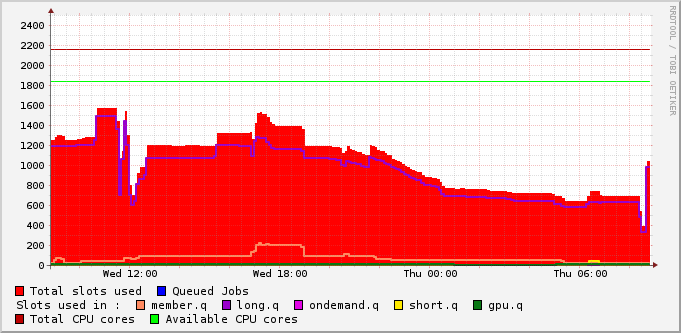 RRDTOOL / TOBI OETIKER
2400
2200
2000
1800
1600
1400
1200
1000
800
600
400
200
0
Wed 12:00 Wed 18:00 Thu 00:00 Thu 06:00
Total slots used Queued Jobs
Slots used in : member.q long.q ondemand.q short.q gpu.q
Total CPU cores Available CPU cores